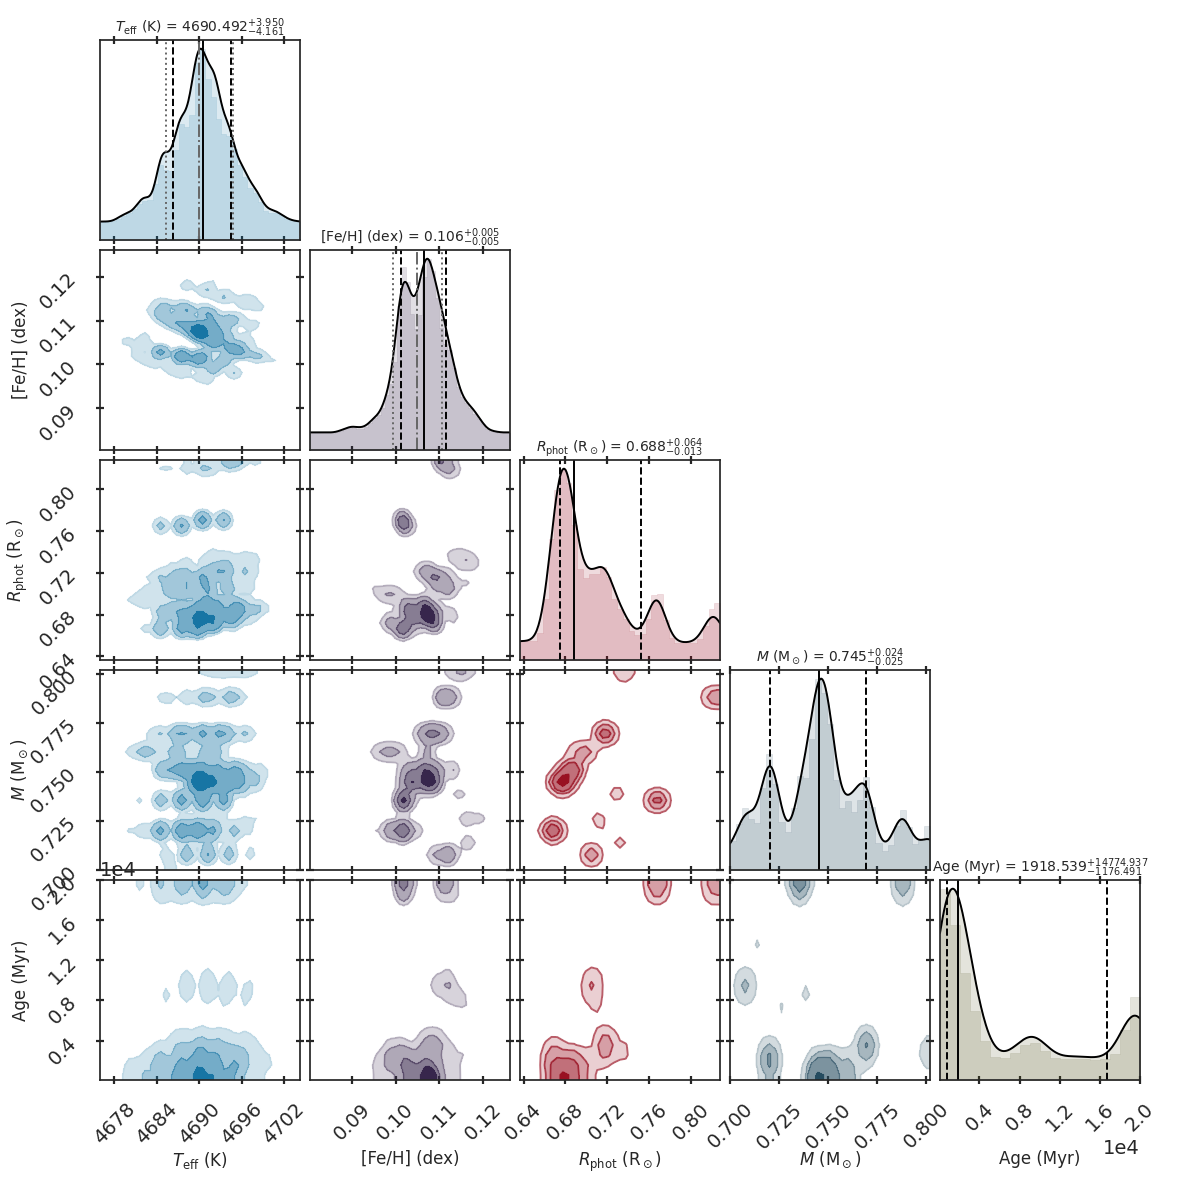 T_eff (K) = 4690.492 +3.950 −4.161
[Fe/H] (dex) = 0.106 +0.005 −0.005
0.12
0.11
0.10
0.09
[Fe/H] (dex)
R_phot (R⊙) = 0.688 +0.064 −0.013
0.80
0.76
0.72
0.68
0.64
R_phot (R⊙)
M (M⊙) = 0.745 +0.024 −0.025
0.800
0.775
0.750
0.725
0.700
M (M⊙)
Age (Myr) = 1918.539 +14774.937 −1176.491
1e4
2.0
1.6
1.2
0.8
0.4
Age (Myr)
4678 4684 4690 4696 4702
0.09 0.10 0.11 0.12
0.64 0.68 0.72 0.76 0.80
0.700 0.725 0.750 0.775 0.800
0.4 0.8 1.2 1.6 2.0
1e4
T_eff (K)
[Fe/H] (dex)
R_phot (R⊙)
M (M⊙)
Age (Myr)